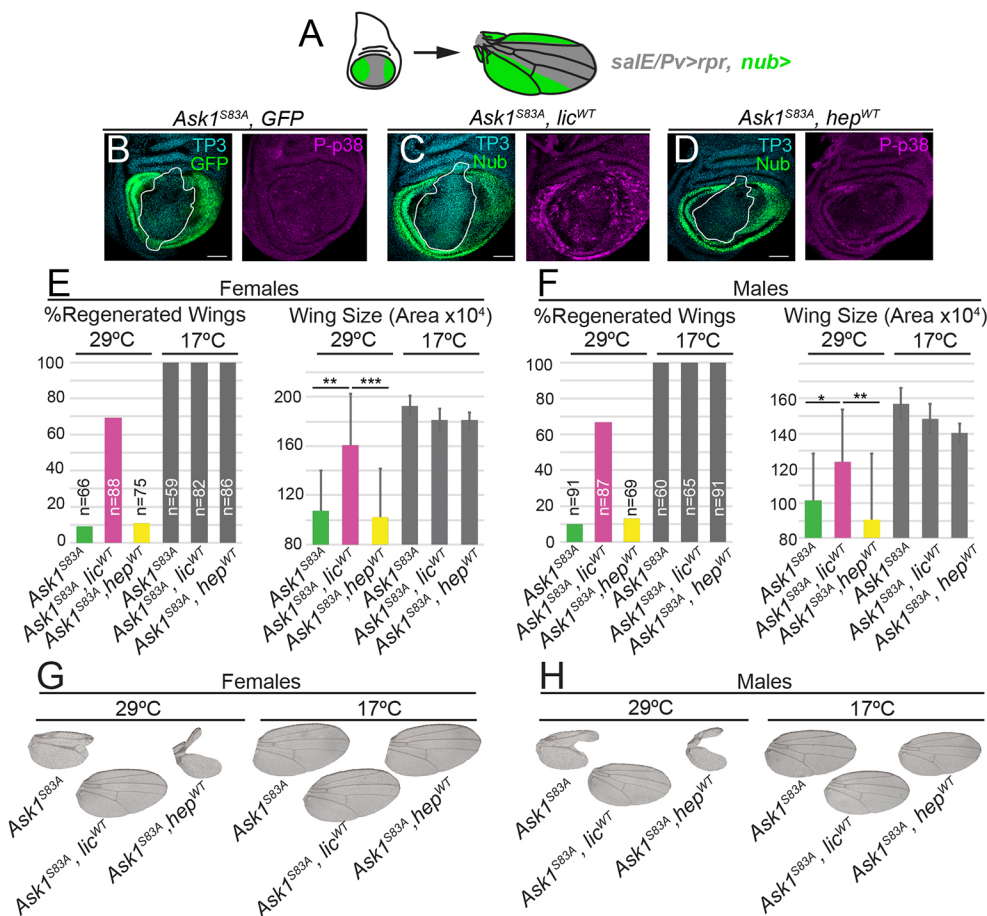 A
salE/Pv>rpr, nub>
Ask1S83A, GFP
Ask1S83A, licWT
Ask1S83A, hepWT
B
TP3
GFP
P-p38
C
TP3
Nub
D
TP3
Nub
P-p38
E
Females
%Regenerated Wings
29ºC
17ºC
100
80
60
40
20
0
n=66
n=88
n=75
n=59
n=82
n=86
Ask1S83A
Ask1S83A, licWT
Ask1S83A, hepWT
Ask1S83A
Ask1S83A, licWT
Ask1S83A, hepWT
Wing Size (Area x104)
29ºC
17ºC
200
160
120
80
**
***
Ask1S83A
Ask1S83A, licWT
Ask1S83A, hepWT
Ask1S83A
Ask1S83A, licWT
Ask1S83A, hepWT
F
Males
%Regenerated Wings
29ºC
17ºC
100
80
60
40
20
0
n=91
n=87
n=69
n=60
n=65
n=91
Ask1S83A
Ask1S83A, licWT
Ask1S83A, hepWT
Ask1S83A
Ask1S83A, licWT
Ask1S83A, hepWT
Wing Size (Area x104)
29ºC
17ºC
160
140
120
100
80
*
**
Ask1S83A
Ask1S83A, licWT
Ask1S83A, hepWT
Ask1S83A
Ask1S83A, licWT
Ask1S83A, hepWT
G
Females
29ºC
17ºC
Ask1S83A
Ask1S83A, licWT
Ask1S83A,hepWT
Ask1S83A
Ask1S83A, licWT
Ask1S83A,hepWT
H
Males
29ºC
17ºC
Ask1S83A
Ask1S83A, licWT
Ask1S83A,hepWT
Ask1S83A
Ask1S83A, licWT
Ask1S83A, hepWT